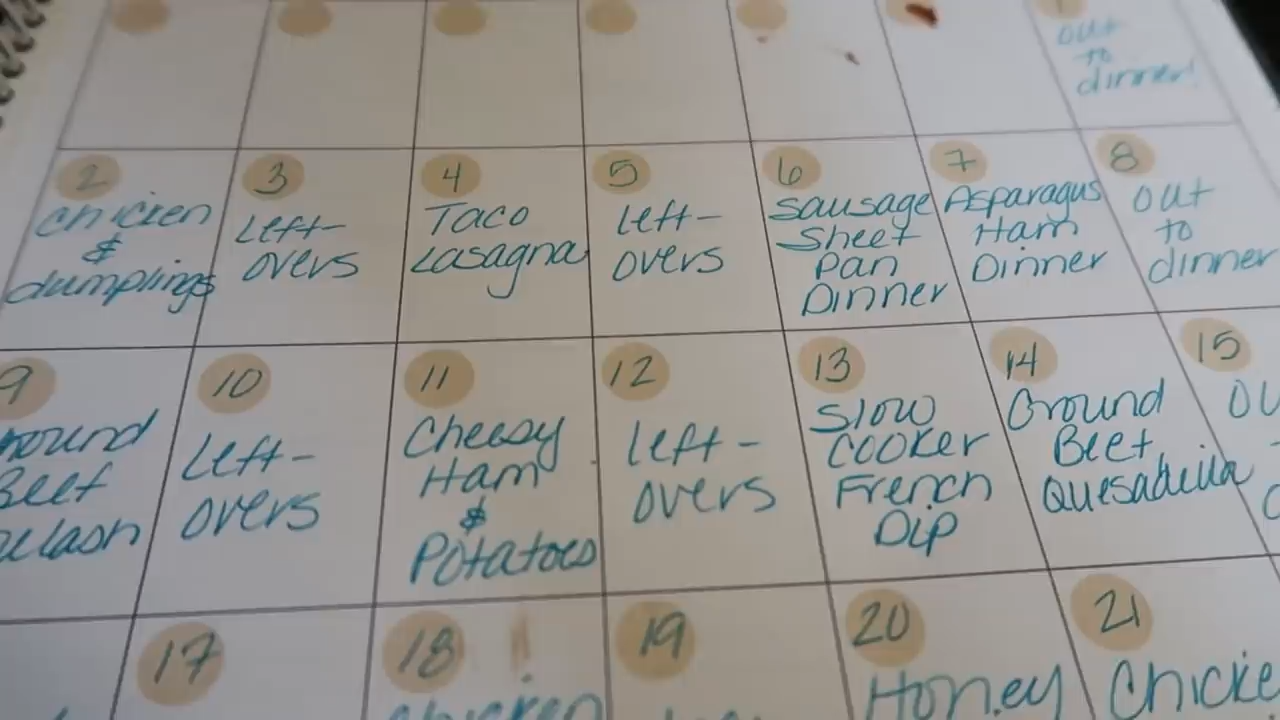 1
out
to
dinner!
2
chicken
&
dumplings
3
Left-
overs
4
Taco
Lasagna
5
left-
overs
6
Sausage
Sheet
Pan
Dinner
7
Asparagus
Ham
Dinner
8
out
to
dinner
9
Beef
10
Left-
overs
11
Cheesy
Ham
&
Potatoes
12
left-
overs
13
Slow
Cooker
French
Dip
14
Ground
Beef
Quesadilla
15
17
18
Chicken
19
20
Honey
21